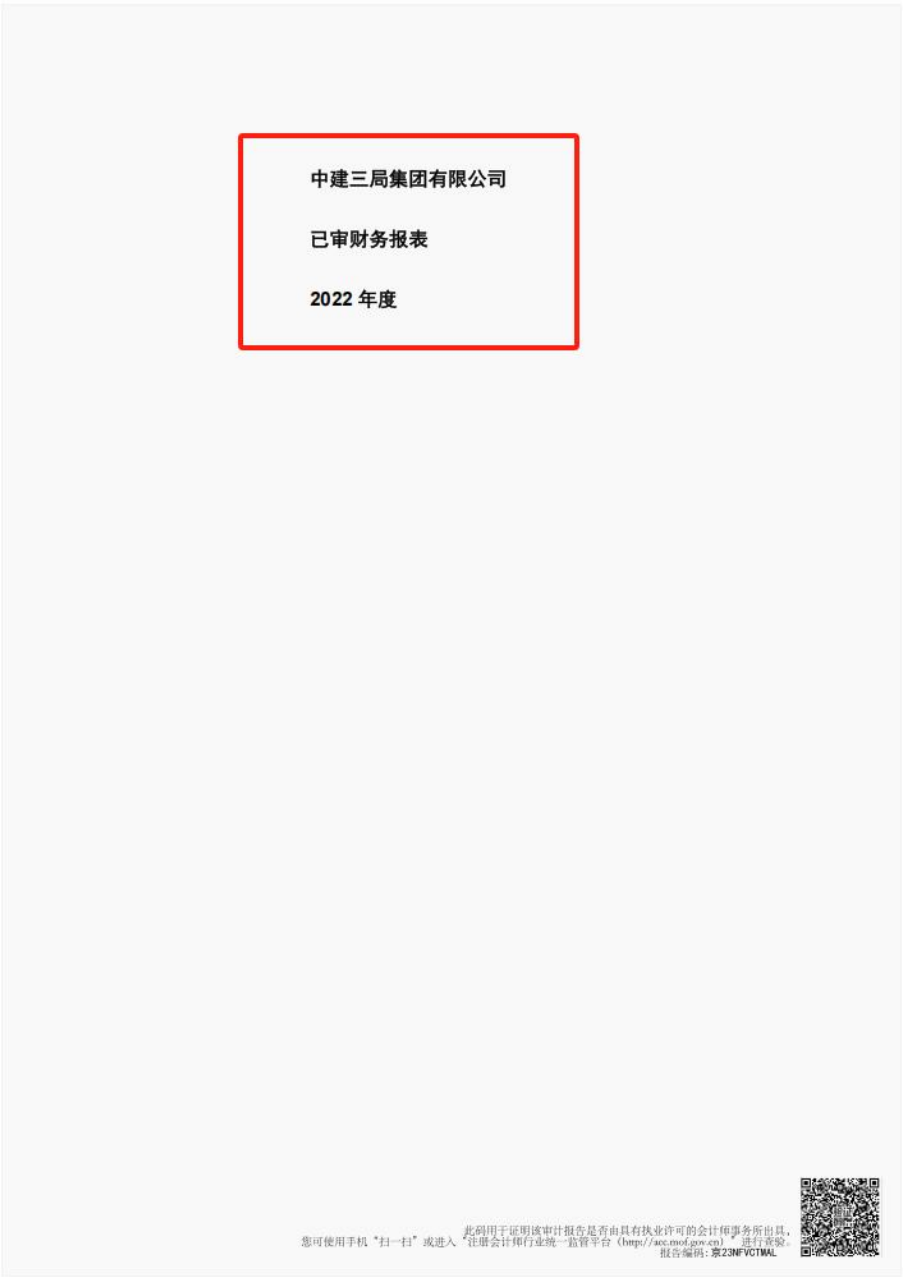 中建三局集团有限公司
已审财务报表
2022 年度
此码用于证明该审计报告是否由具有执业许可的会计师事务所出具，
您可使用手机“扫一扫”或进入“注册会计师行业统一监管平台（http://acc.mof.gov.cn）”进行查验。
报告编码：京23NFVCTMAL